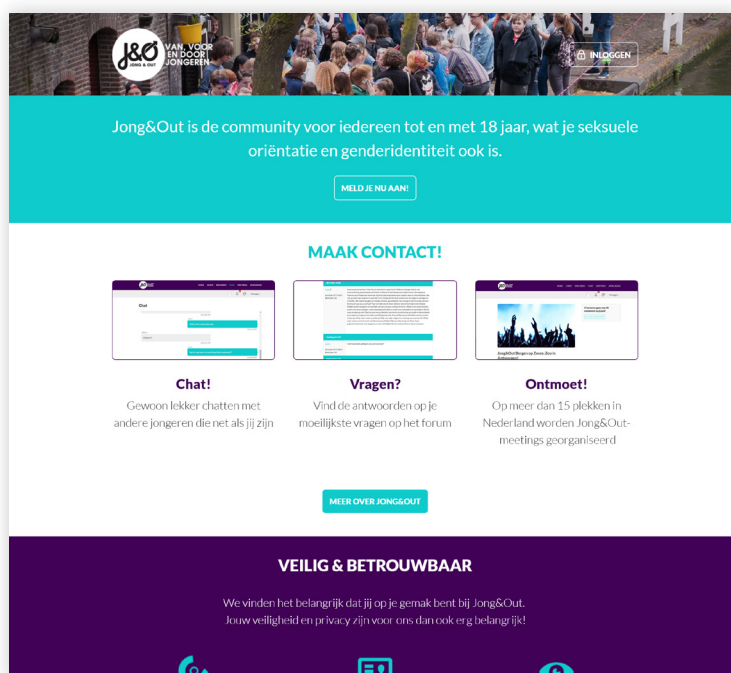 J&O
JONG & OUT
VAN, VOOR
EN DOOR
JONGEREN
INLOGGEN
Jong&Out is de community voor iedereen tot en met 18 jaar, wat je seksuele
oriëntatie en genderidentiteit ook is.
MELD JE NU AAN!
MAAK CONTACT!
Chat
Chat!
Gewoon lekker chatten met
andere jongeren die net als jij zijn
Vragen?
Vind de antwoorden op je
moeilijkste vragen op het forum
Ontmoet!
Op meer dan 15 plekken in
Nederland worden Jong&Out-
meetings georganiseerd
MEER OVER JONG&OUT
VEILIG & BETROUWBAAR
We vinden het belangrijk dat jij op je gemak bent bij Jong&Out.
Jouw veiligheid en privacy zijn voor ons dan ook erg belangrijk!